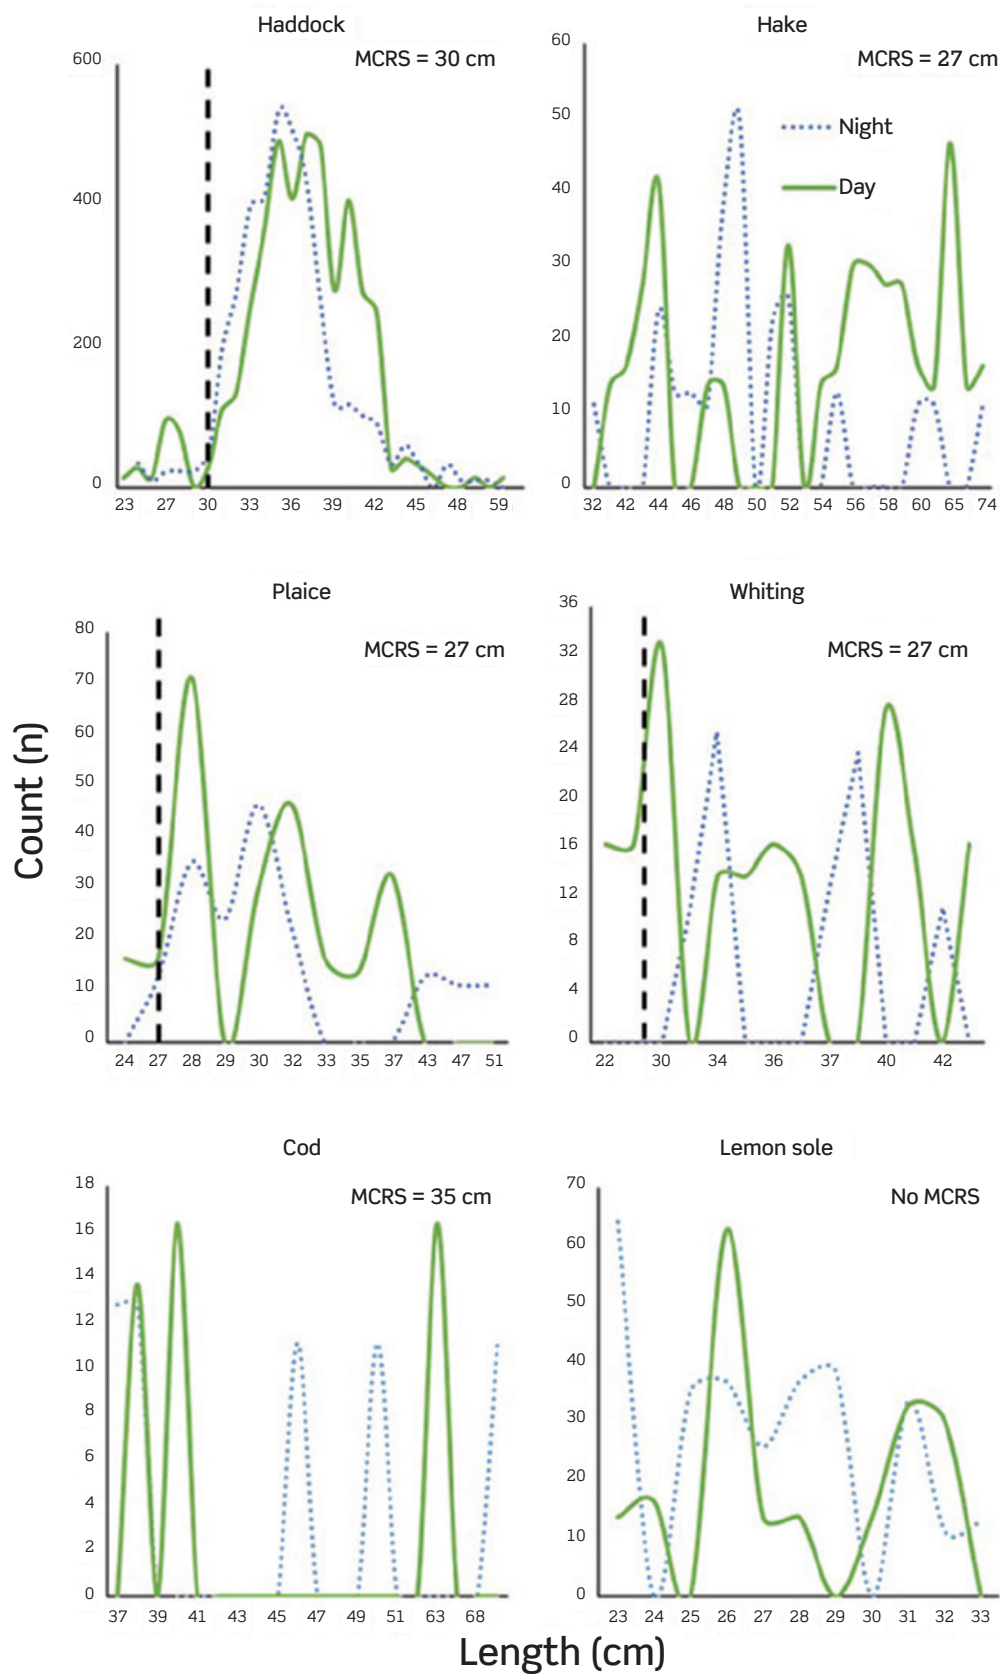 Haddock
MCRS = 30 cm
600
400
200
0
23 27 30 33 36 39 42 45 48 59
Hake
MCRS = 27 cm
Night
Day
60
50
40
30
20
10
0
32 42 44 46 48 50 52 54 56 58 60 65 74
Plaice
MCRS = 27 cm
80
70
60
50
40
30
20
10
0
24 27 28 29 30 32 33 35 37 43 47 51
Whiting
MCRS = 27 cm
36
32
28
24
20
16
12
8
4
0
22 30 34 36 37 40 42
Count (n)
Cod
MCRS = 35 cm
18
16
14
12
10
8
6
4
2
0
37 39 41 43 45 47 49 51 63 68
Lemon sole
No MCRS
70
60
50
40
30
20
10
0
23 24 25 26 27 28 29 30 31 32 33
Length (cm)